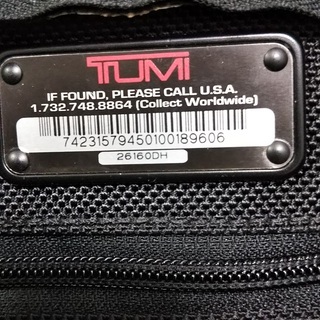 TUMI
IF FOUND, PLEASE CALL U.S.A.
1.732.748.8864 (Collect Worldwide)
74231579450100189606
26160DH